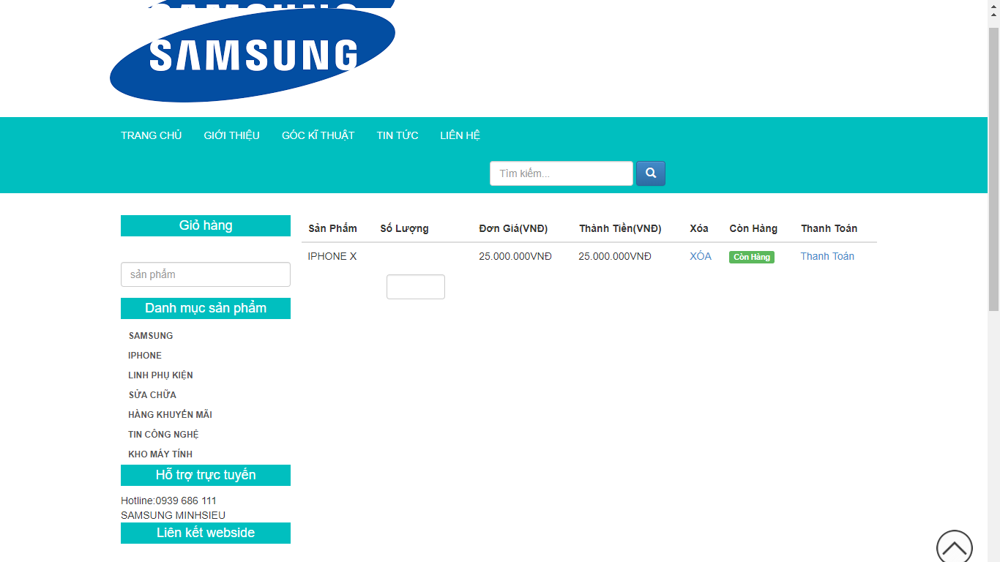 SAMSUNG
SAMSUNG
TRANG CHỦ GIỚI THIỆU GÓC KĨ THUẬT TIN TỨC LIÊN HỆ
Tìm kiếm...
Giỏ hàng
sản phẩm
Danh mục sản phẩm
SAMSUNG
IPHONE
LINH PHỤ KIỆN
SỬA CHỮA
HÀNG KHUYẾN MÃI
TIN CÔNG NGHỆ
KHO MÁY TÍNH
Hỗ trợ trực tuyến
Hotline:0939 686 111
SAMSUNG MINHSIEU
Liên kết webside
Sản Phẩm Số Lượng Đơn Giá(VNĐ) Thành Tiền(VNĐ) Xóa Còn Hàng Thanh Toán
IPHONE X 25.000.000VNĐ 25.000.000VNĐ XÓA Còn Hàng Thanh Toán